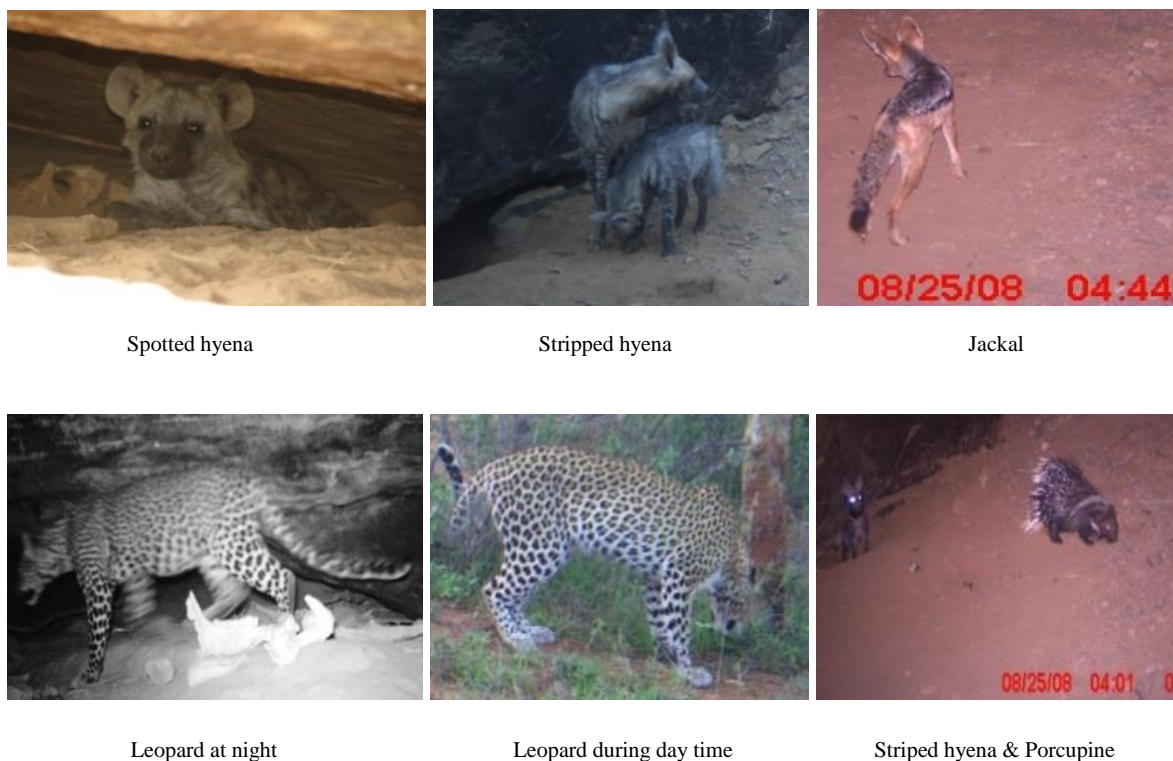 08/25/08 04:44
Spotted hyena
Stripped hyena
Jackal
08/25/08 04:01 0
Leopard at night
Leopard during day time
Striped hyena & Porcupine